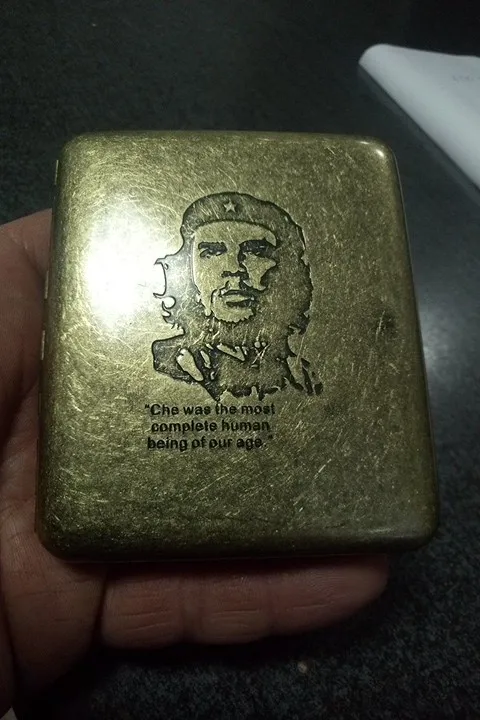 "Che was the most
complete human
being of our age."